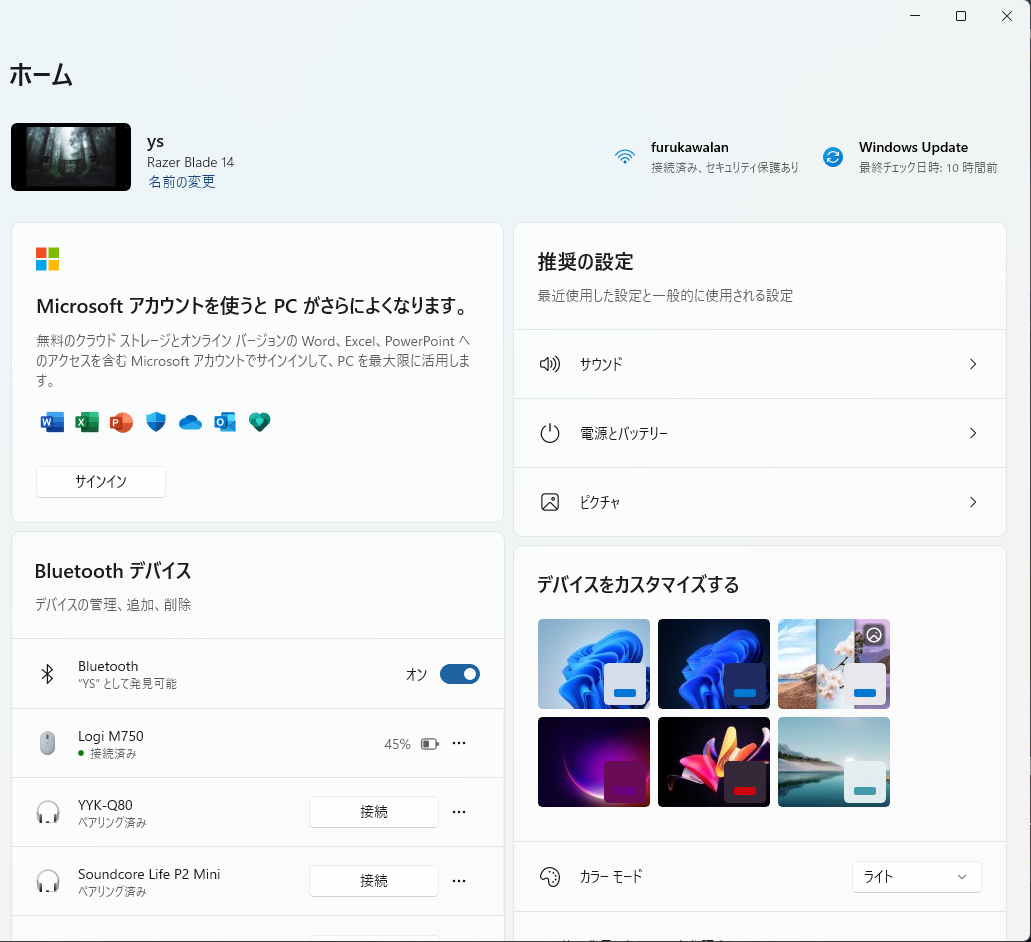 ホーム
ys
Razer Blade 14
名前の変更
furukawalan
接続済み、セキュリティ保護あり
Windows Update
最終チェック日時: 10 時間前
Microsoft アカウントを使うと PC がさらによくなります。
無料のクラウド ストレージとオンライン バージョンの Word、Excel、PowerPoint へ
のアクセスを含む Microsoft アカウントでサインインして、PC を最大限に活用しま
す。
サインイン
Bluetooth デバイス
デバイスの管理、追加、削除
Bluetooth
"YS" として発見可能
オン
Logi M750
接続済み
45%
YYK-Q80
ペアリング済み
接続
Soundcore Life P2 Mini
ペアリング済み
接続
推奨の設定
最近使用した設定と一般的に使用される設定
サウンド
電源とバッテリー
ピクチャ
デバイスをカスタマイズする
カラー モード
ライト